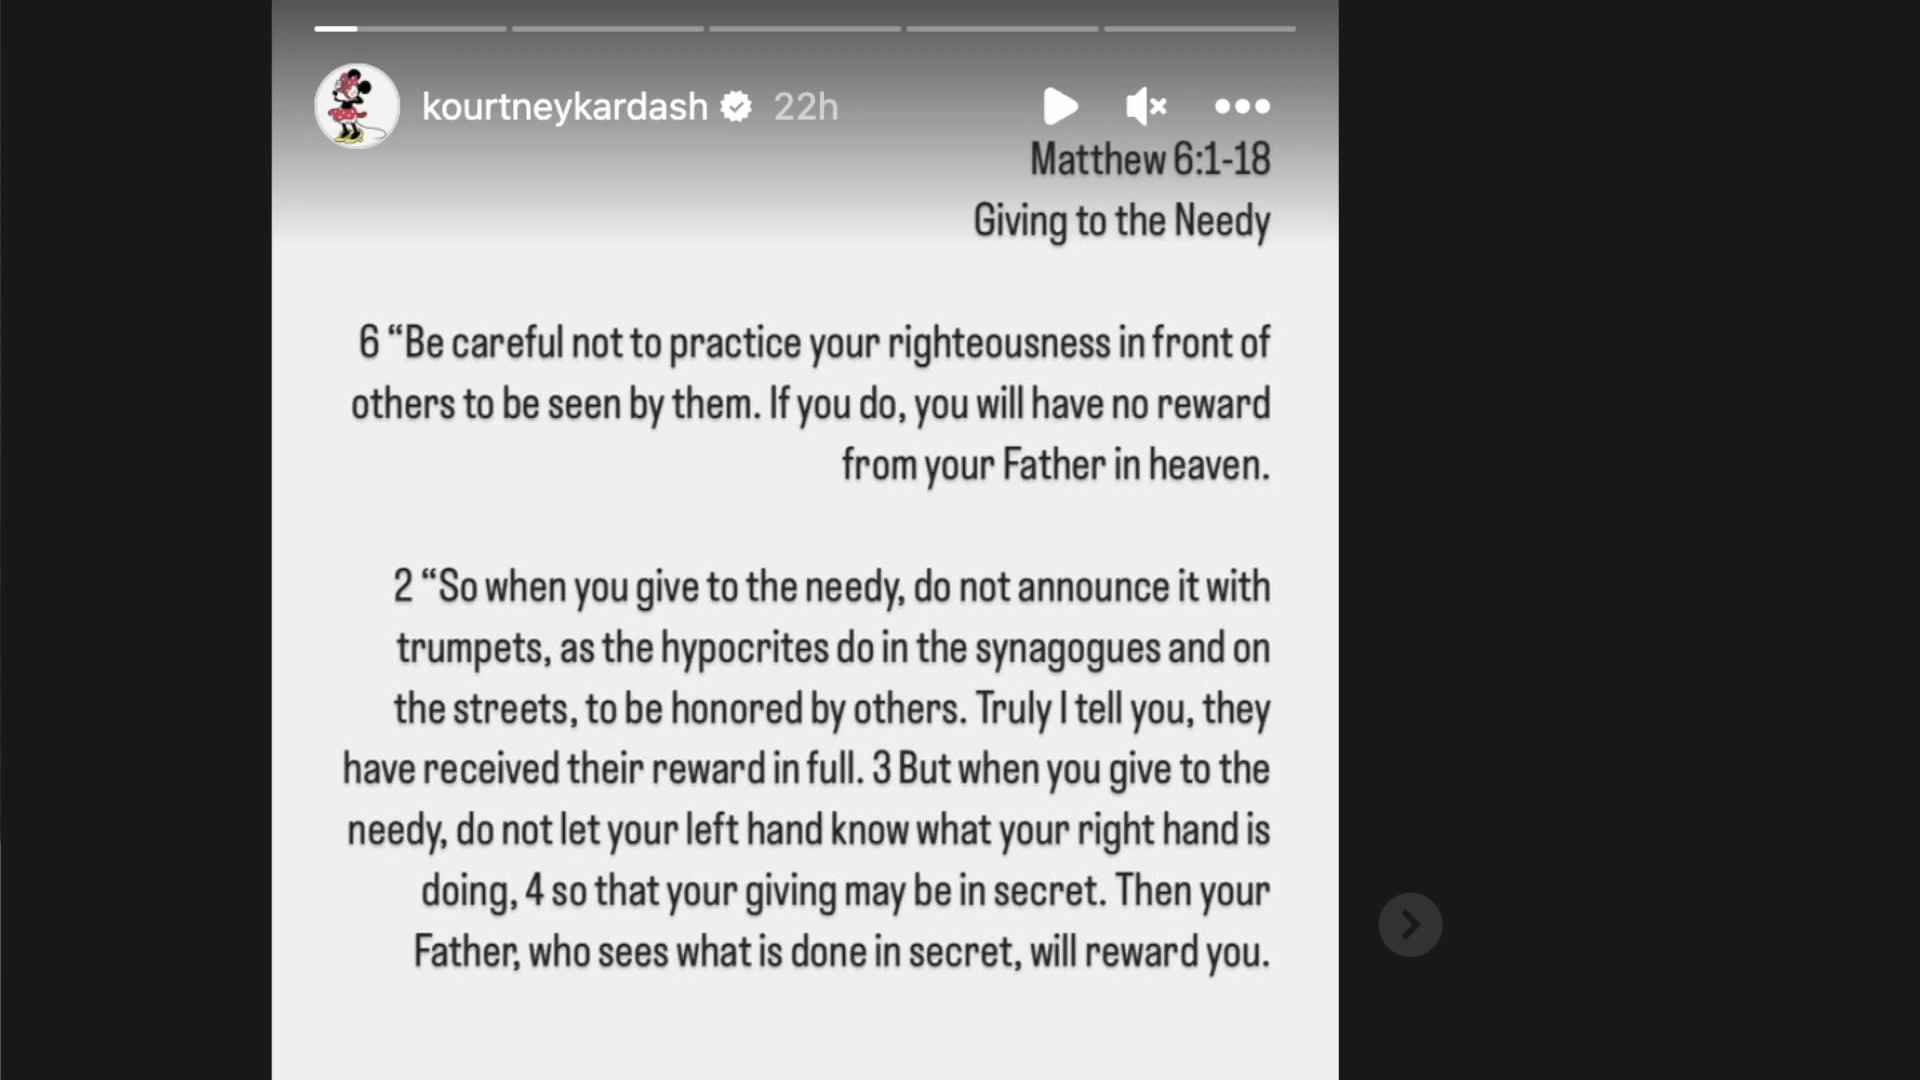 kourtneykardash 22h
Matthew 6:1-18
Giving to the Needy
6 “Be careful not to practice your righteousness in front of
others to be seen by them. If you do, you will have no reward
from your Father in heaven.
2 “So when you give to the needy, do not announce it with
trumpets, as the hypocrites do in the synagogues and on
the streets, to be honored by others. Truly I tell you, they
have received their reward in full. 3 But when you give to the
needy, do not let your left hand know what your right hand is
doing, 4 so that your giving may be in secret. Then your
Father, who sees what is done in secret, will reward you.